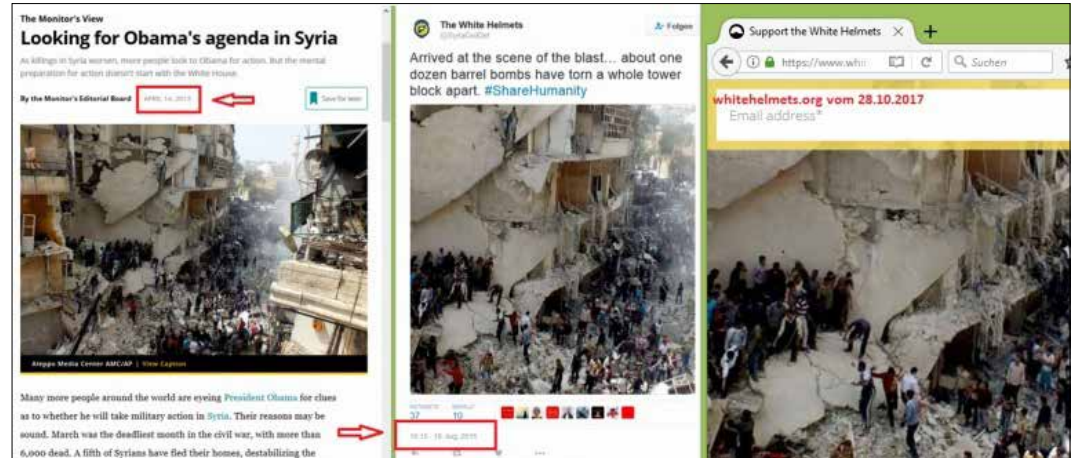 The Monitor's View
Looking for Obama's agenda in Syria
As killings in Syria worsen, more people look to Obama for action. But the mental
preparation for action doesn't start with the White House.
By the Monitor's Editorial Board
APRIL 14, 2013
Save for later
Aleppo Media Center AMC/AP | View Caption
Many more people around the world are eyeing President Obama for clues
as to whether he will take military action in Syria. Their reasons may be
sound. March was the deadliest month in the civil war, with more than
6,000 dead. A fifth of Syrians have fled their homes, destabilizing the
The White Helmets
@SyriaCivilDef
Folgen
Arrived at the scene of the blast... about one
dozen barrel bombs have torn a whole tower
block apart. #ShareHumanity
RETWEETS
37
10
10:15 - 18. Aug. 2015
Support the White Helmets
https://www.whi
Suchen
whitehelmets.org vom 28.10.2017
Email address*